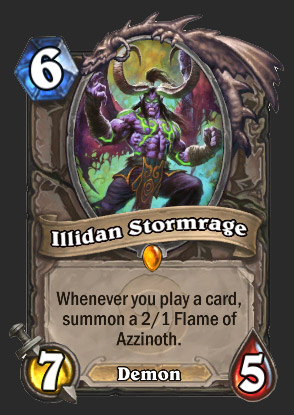 6
Illidan Stormrage
Whenever you play a card,
summon a 2/1 Flame of
Azzinoth.
7
Demon
5